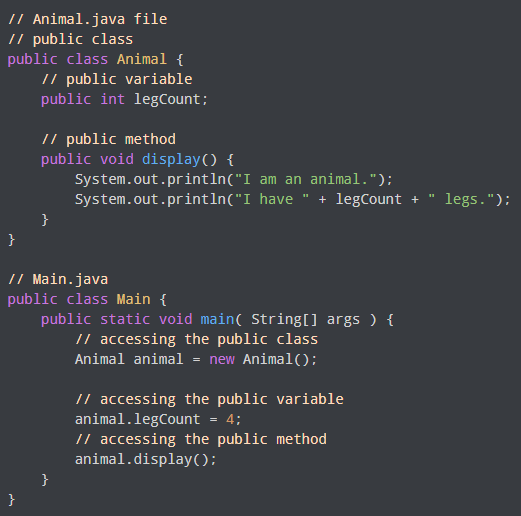 // Animal.java file
// public class
public class Animal {
    // public variable
    public int legCount;

    // public method
    public void display() {
        System.out.println("I am an animal.");
        System.out.println("I have " + legCount + " legs.");
    }
}

// Main.java
public class Main {
    public static void main( String[] args ) {
        // accessing the public class
        Animal animal = new Animal();

        // accessing the public variable
        animal.legCount = 4;
        // accessing the public method
        animal.display();
    }
}